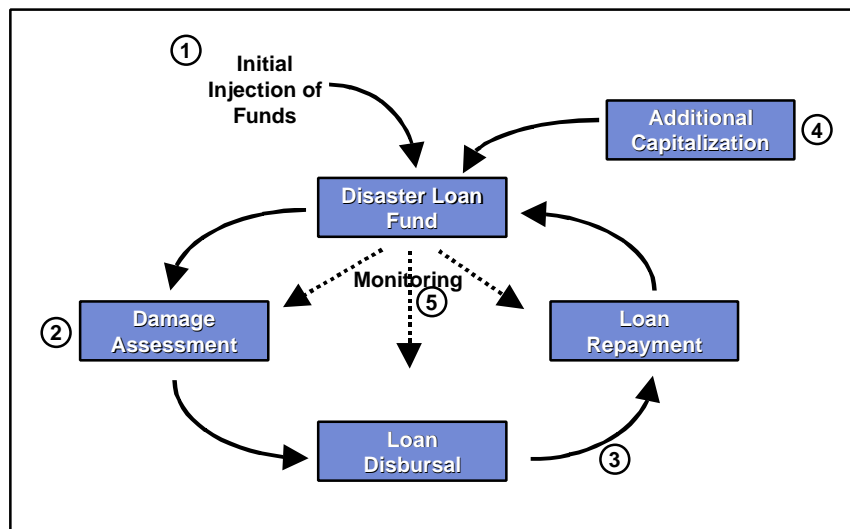 1
Initial
Injection of
Funds
Additional
Capitalization
4
Disaster Loan
Fund
Monitoring
5
2
Damage
Assessment
Loan
Repayment
Loan
Disbursal
3